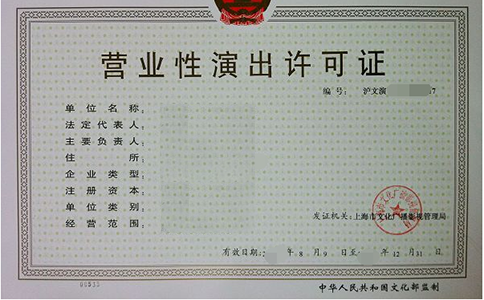 营业性演出许可证
编 号: 沪文演 7
单位名称:
法定代表人:
主要负责人:
住 所:
企业类型:
注册资本:
单位类别:
经营范围:
发证机关:上海市文化广播影视管理局
有效日期: 年 8 月 9 日至 年 12 月 31 日
中华人民共和国文化部监制